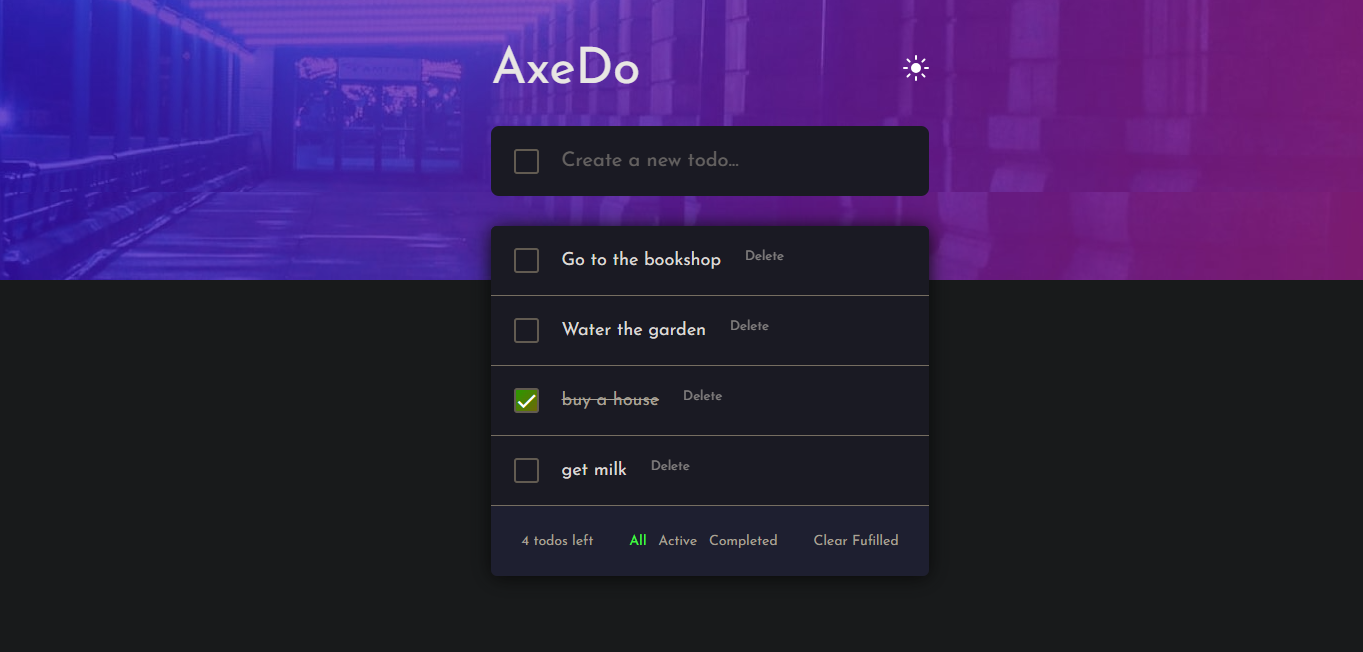 AxeDo
Create a new todo...
Go to the bookshop Delete
Water the garden Delete
buy a house Delete
get milk Delete
4 todos left All Active Completed Clear Fufilled